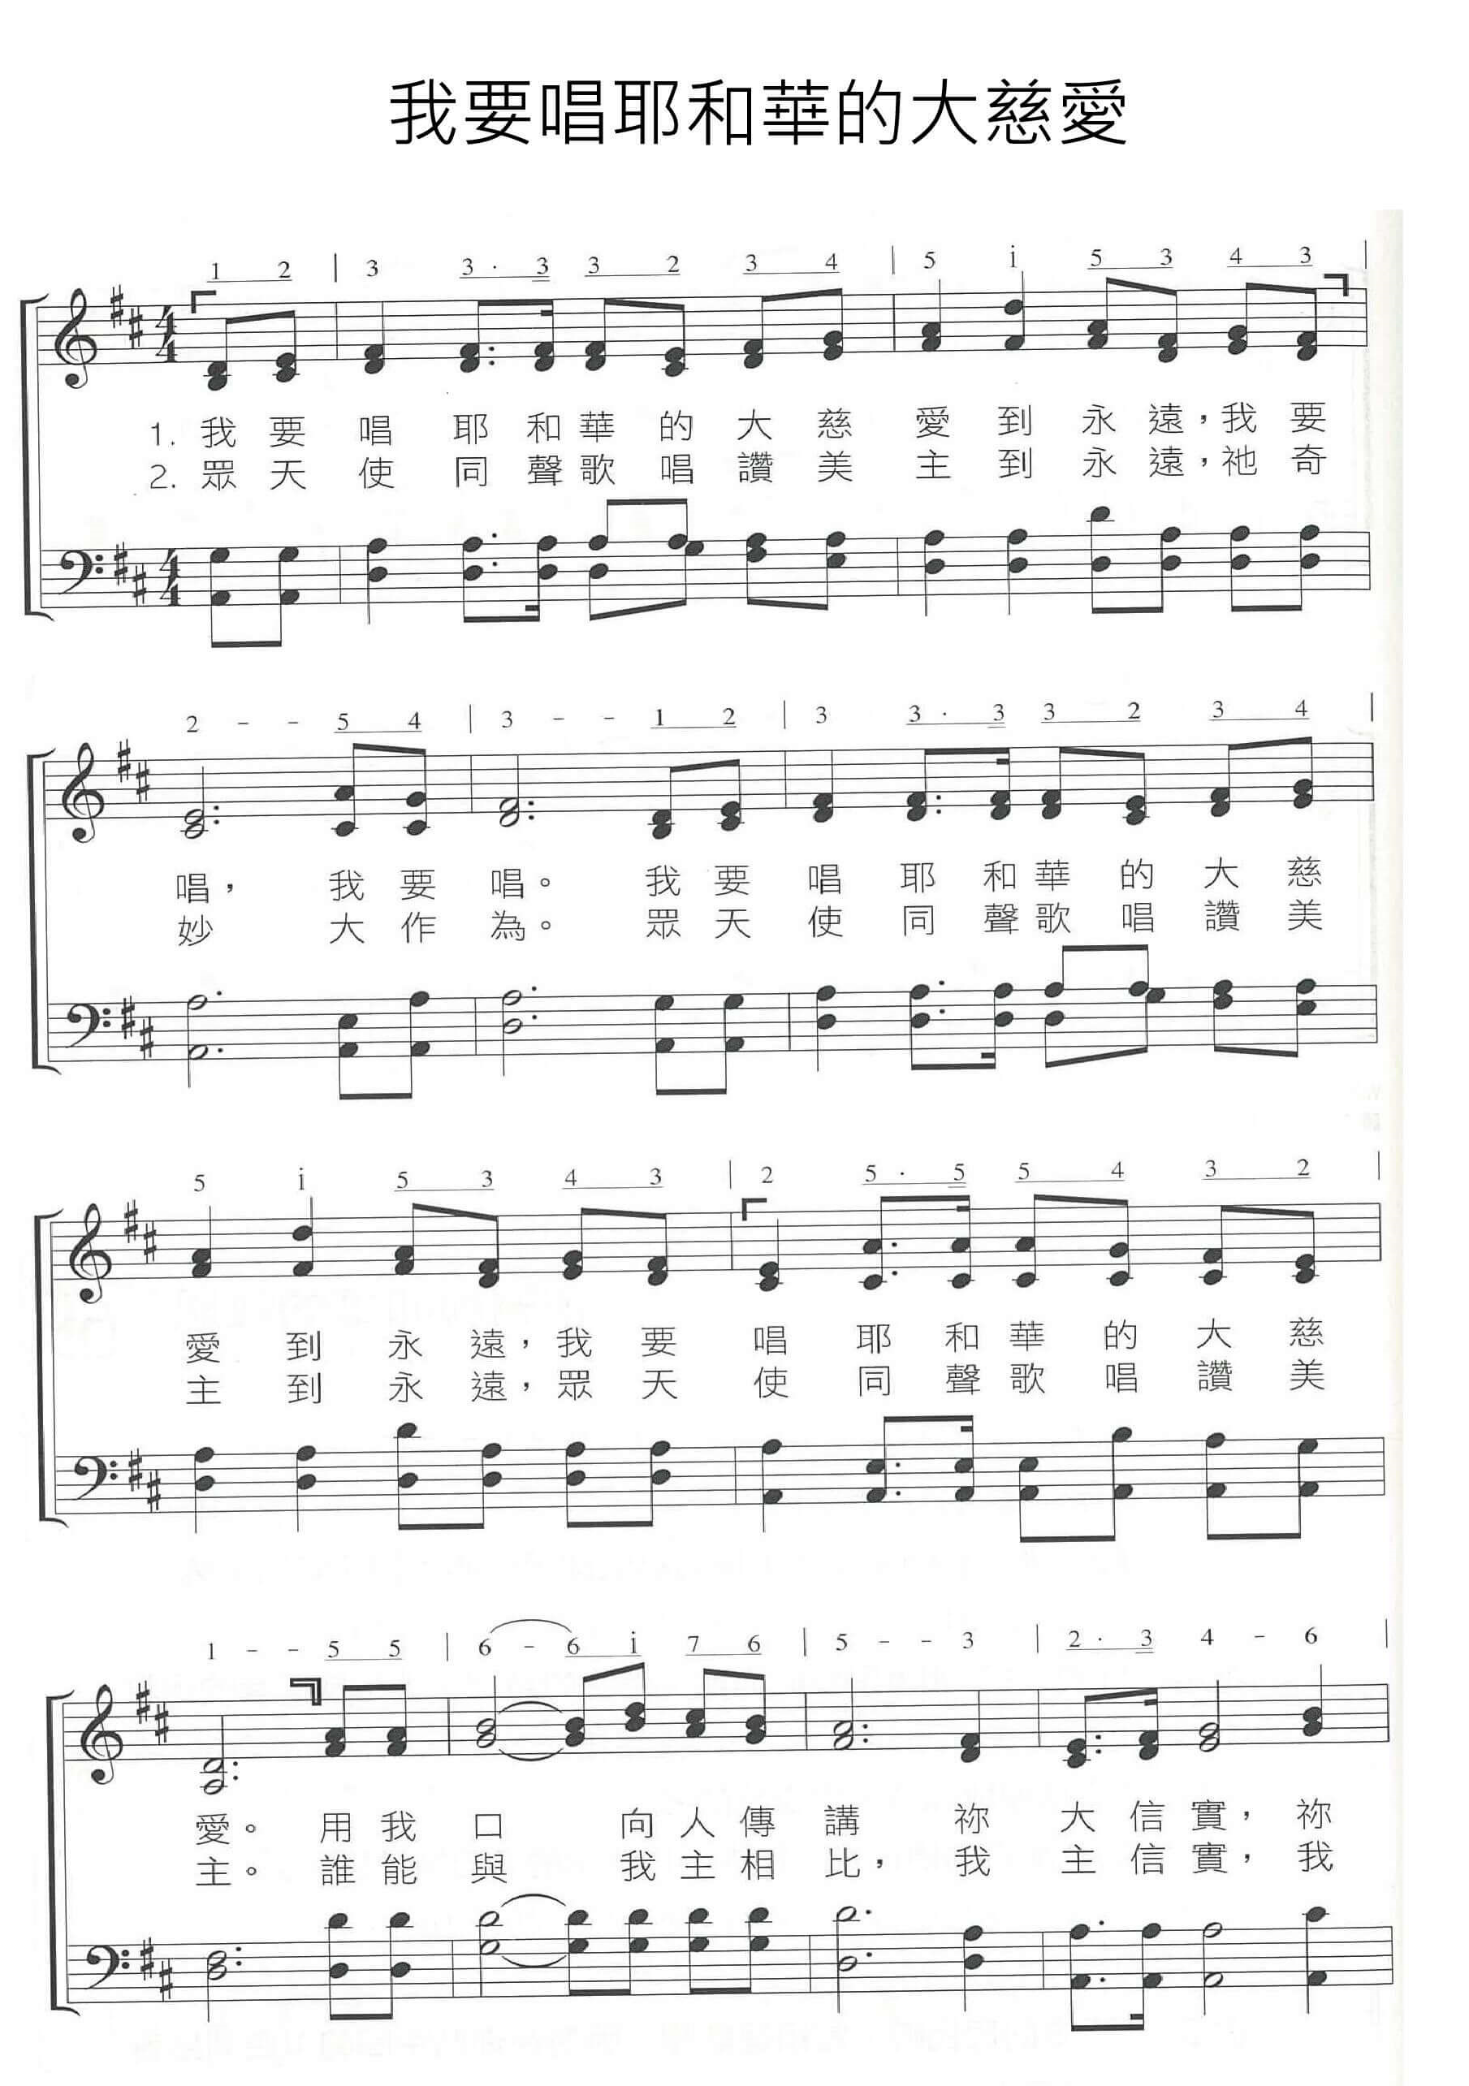 我要唱耶和華的大慈愛
1 2 | 3 3 · 3 3 2 3 4 | 5 i 5 3 4 3 |
4 4
1. 我要唱耶和華的大慈愛到永遠，我要
2. 眾天使同聲歌唱讚美主到永遠，祂奇
4 4
2 - - 5 4 | 3 - - 1 2 | 3 3 · 3 3 2 3 4 |
唱， 我要唱。 我要唱耶和華的大慈
妙 大作為。 眾天使同聲歌唱讚美
5 i 5 3 4 3 | 2 5 · 5 5 4 3 2 |
愛到永遠，我要唱耶和華的大慈
主到永遠，眾天使同聲歌唱讚美
1 - - 5 5 | 6 - 6 i 7 6 | 5 - - 3 | 2 · 3 4 - 6 |
愛。用我口 向人傳講 祢大信實，祢
主。誰能與 我主相比， 我主信實，我